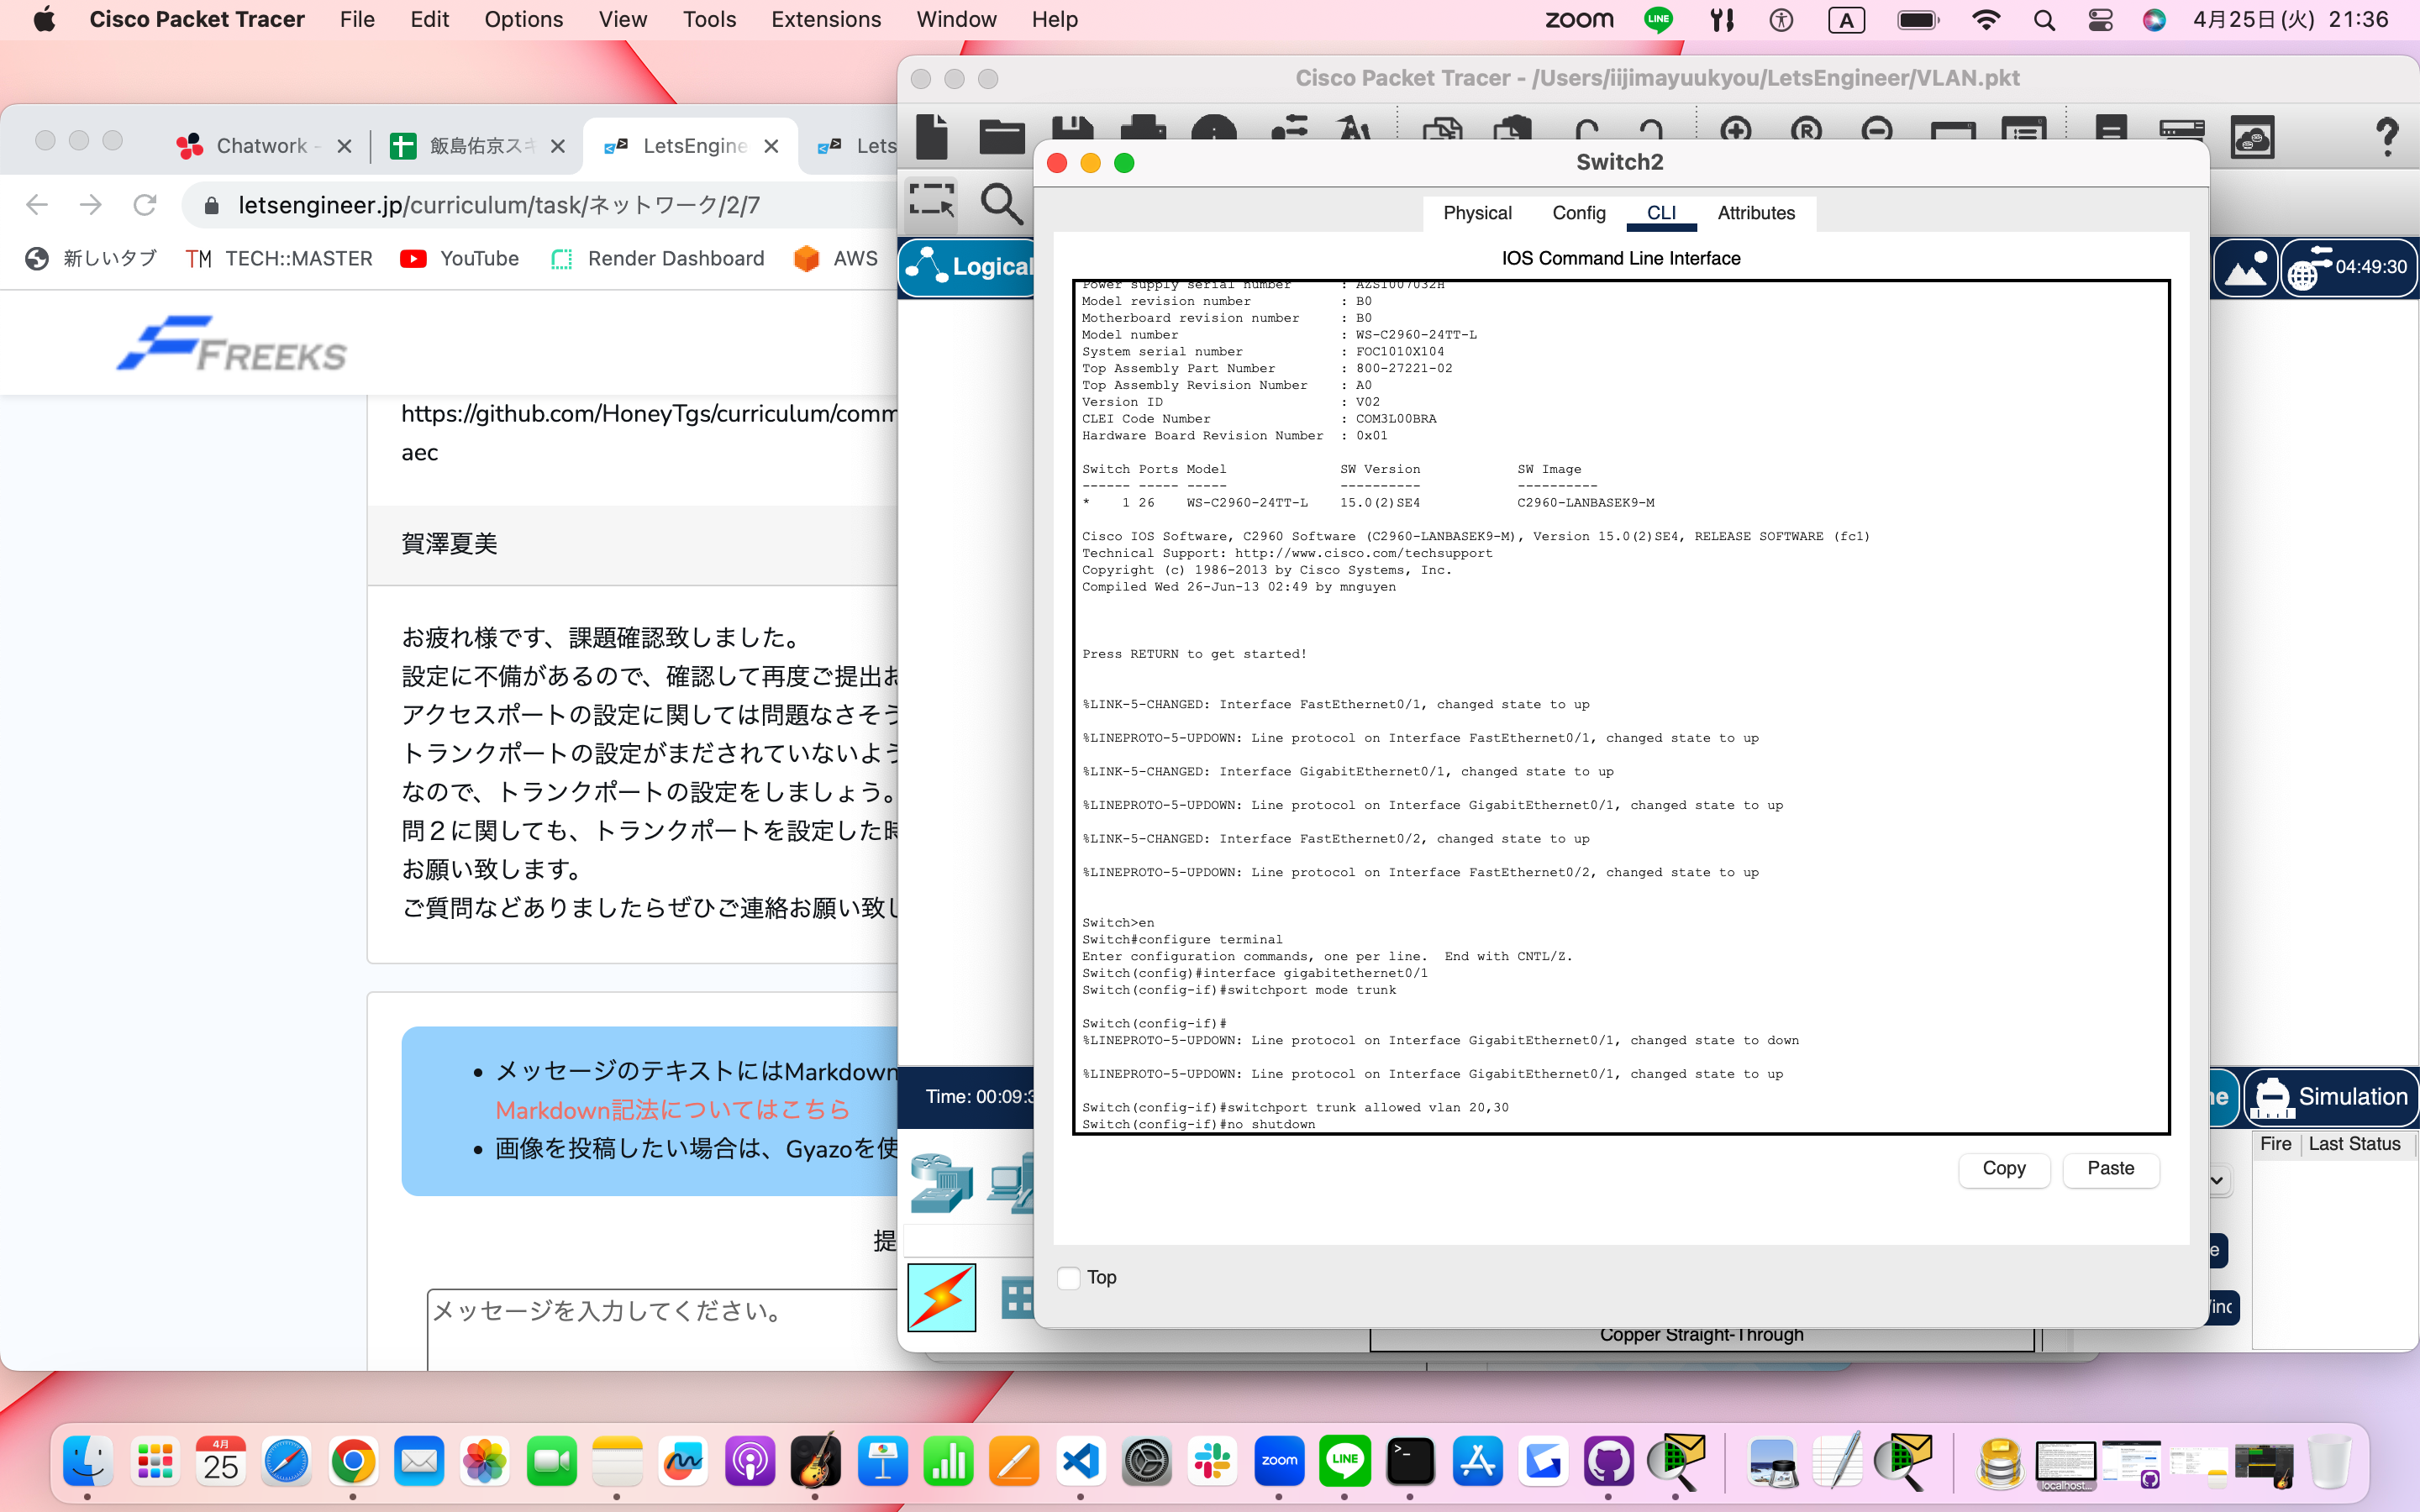 Cisco Packet Tracer File Edit Options View Tools Extensions Window Help
zoom LINE A 4月25日(火) 21:36
Cisco Packet Tracer - /Users/iijimayuukyou/LetsEngineer/VLAN.pkt
Chatwork - 飯島佑京スキ LetsEngine Lets
letsengineer.jp/curriculum/task/ネットワーク/2/7
新しいタブ TM TECH::MASTER YouTube Render Dashboard AWS
FREEKS
https://github.com/HoneyTgs/curriculum/comm
aec
賀澤夏美
お疲れ様です、課題確認致しました。
設定に不備があるので、確認して再度ご提出お
アクセスポートの設定に関しては問題なさそう
トランクポートの設定がまだされていないよう
なので、トランクポートの設定をしましょう。
問２に関しても、トランクポートを設定した時
お願い致します。
ご質問などありましたらぜひご連絡お願い致し
• メッセージのテキストにはMarkdown
Markdown記法についてはこちら
• 画像を投稿したい場合は、Gyazoを使
提
メッセージを入力してください。
Logical
04:49:30
Switch2
Physical Config CLI Attributes
IOS Command Line Interface
Power supply serial number : AZS1007032H
Model revision number : B0
Motherboard revision number : B0
Model number : WS-C2960-24TT-L
System serial number : FOC1010X104
Top Assembly Part Number : 800-27221-02
Top Assembly Revision Number : A0
Version ID : V02
CLEI Code Number : COM3L00BRA
Hardware Board Revision Number : 0x01
Switch Ports Model SW Version SW Image
------ ----- ----- ---------- ----------
* 1 26 WS-C2960-24TT-L 15.0(2)SE4 C2960-LANBASEK9-M
Cisco IOS Software, C2960 Software (C2960-LANBASEK9-M), Version 15.0(2)SE4, RELEASE SOFTWARE (fc1)
Technical Support: http://www.cisco.com/techsupport
Copyright (c) 1986-2013 by Cisco Systems, Inc.
Compiled Wed 26-Jun-13 02:49 by mnguyen
Press RETURN to get started!
%LINK-5-CHANGED: Interface FastEthernet0/1, changed state to up
%LINEPROTO-5-UPDOWN: Line protocol on Interface FastEthernet0/1, changed state to up
%LINK-5-CHANGED: Interface GigabitEthernet0/1, changed state to up
%LINEPROTO-5-UPDOWN: Line protocol on Interface GigabitEthernet0/1, changed state to up
%LINK-5-CHANGED: Interface FastEthernet0/2, changed state to up
%LINEPROTO-5-UPDOWN: Line protocol on Interface FastEthernet0/2, changed state to up
Switch>en
Switch#configure terminal
Enter configuration commands, one per line. End with CNTL/Z.
Switch(config)#interface gigabitethernet0/1
Switch(config-if)#switchport mode trunk
Switch(config-if)#
%LINEPROTO-5-UPDOWN: Line protocol on Interface GigabitEthernet0/1, changed state to down
%LINEPROTO-5-UPDOWN: Line protocol on Interface GigabitEthernet0/1, changed state to up
Switch(config-if)#switchport trunk allowed vlan 20,30
Switch(config-if)#no shutdown
Copy Paste
Top
Time: 00:09:3
Simulation
Fire Last Status
Copper Straight-Through
4月
25
zoom
LINE
localhost...